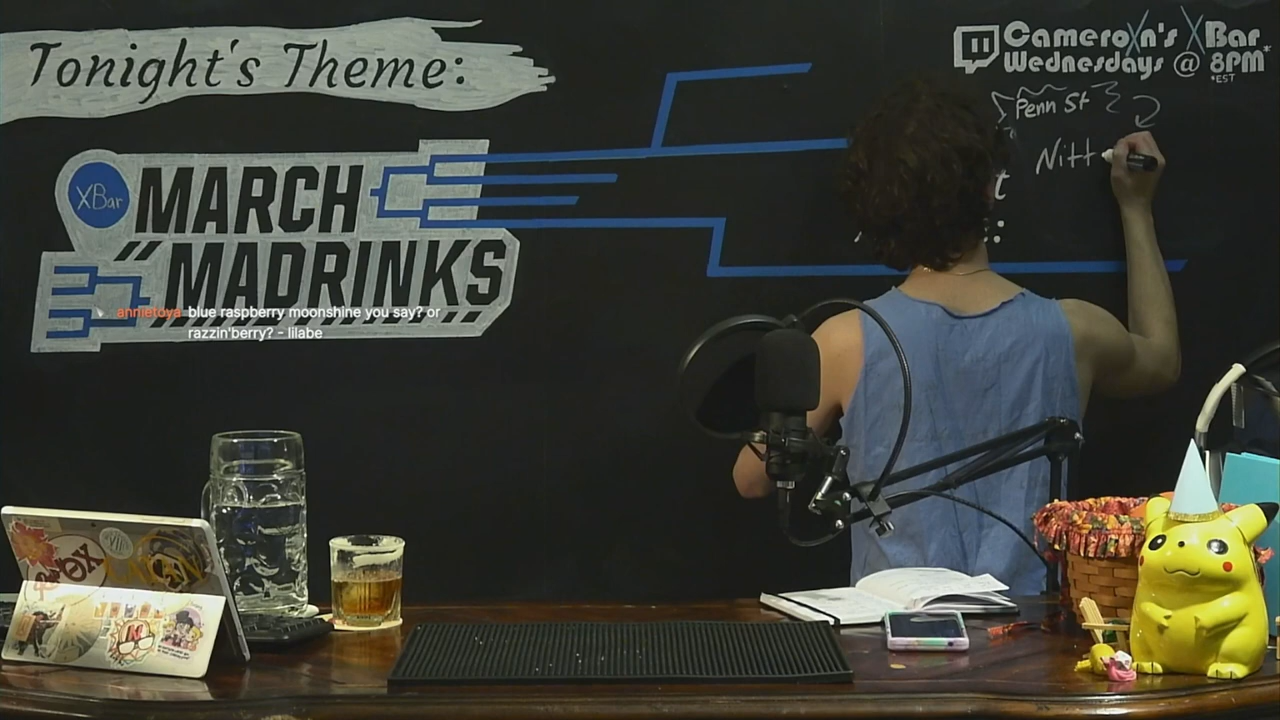 Tonight's Theme:
CameroXn's XBar
Wednesdays @ 8PM*
*EST
Penn St
Nitt
t
:
XBar
MARCH
MADRINKS
annietoya blue raspberry moonshine you say? or
razzin'berry? - lilabe